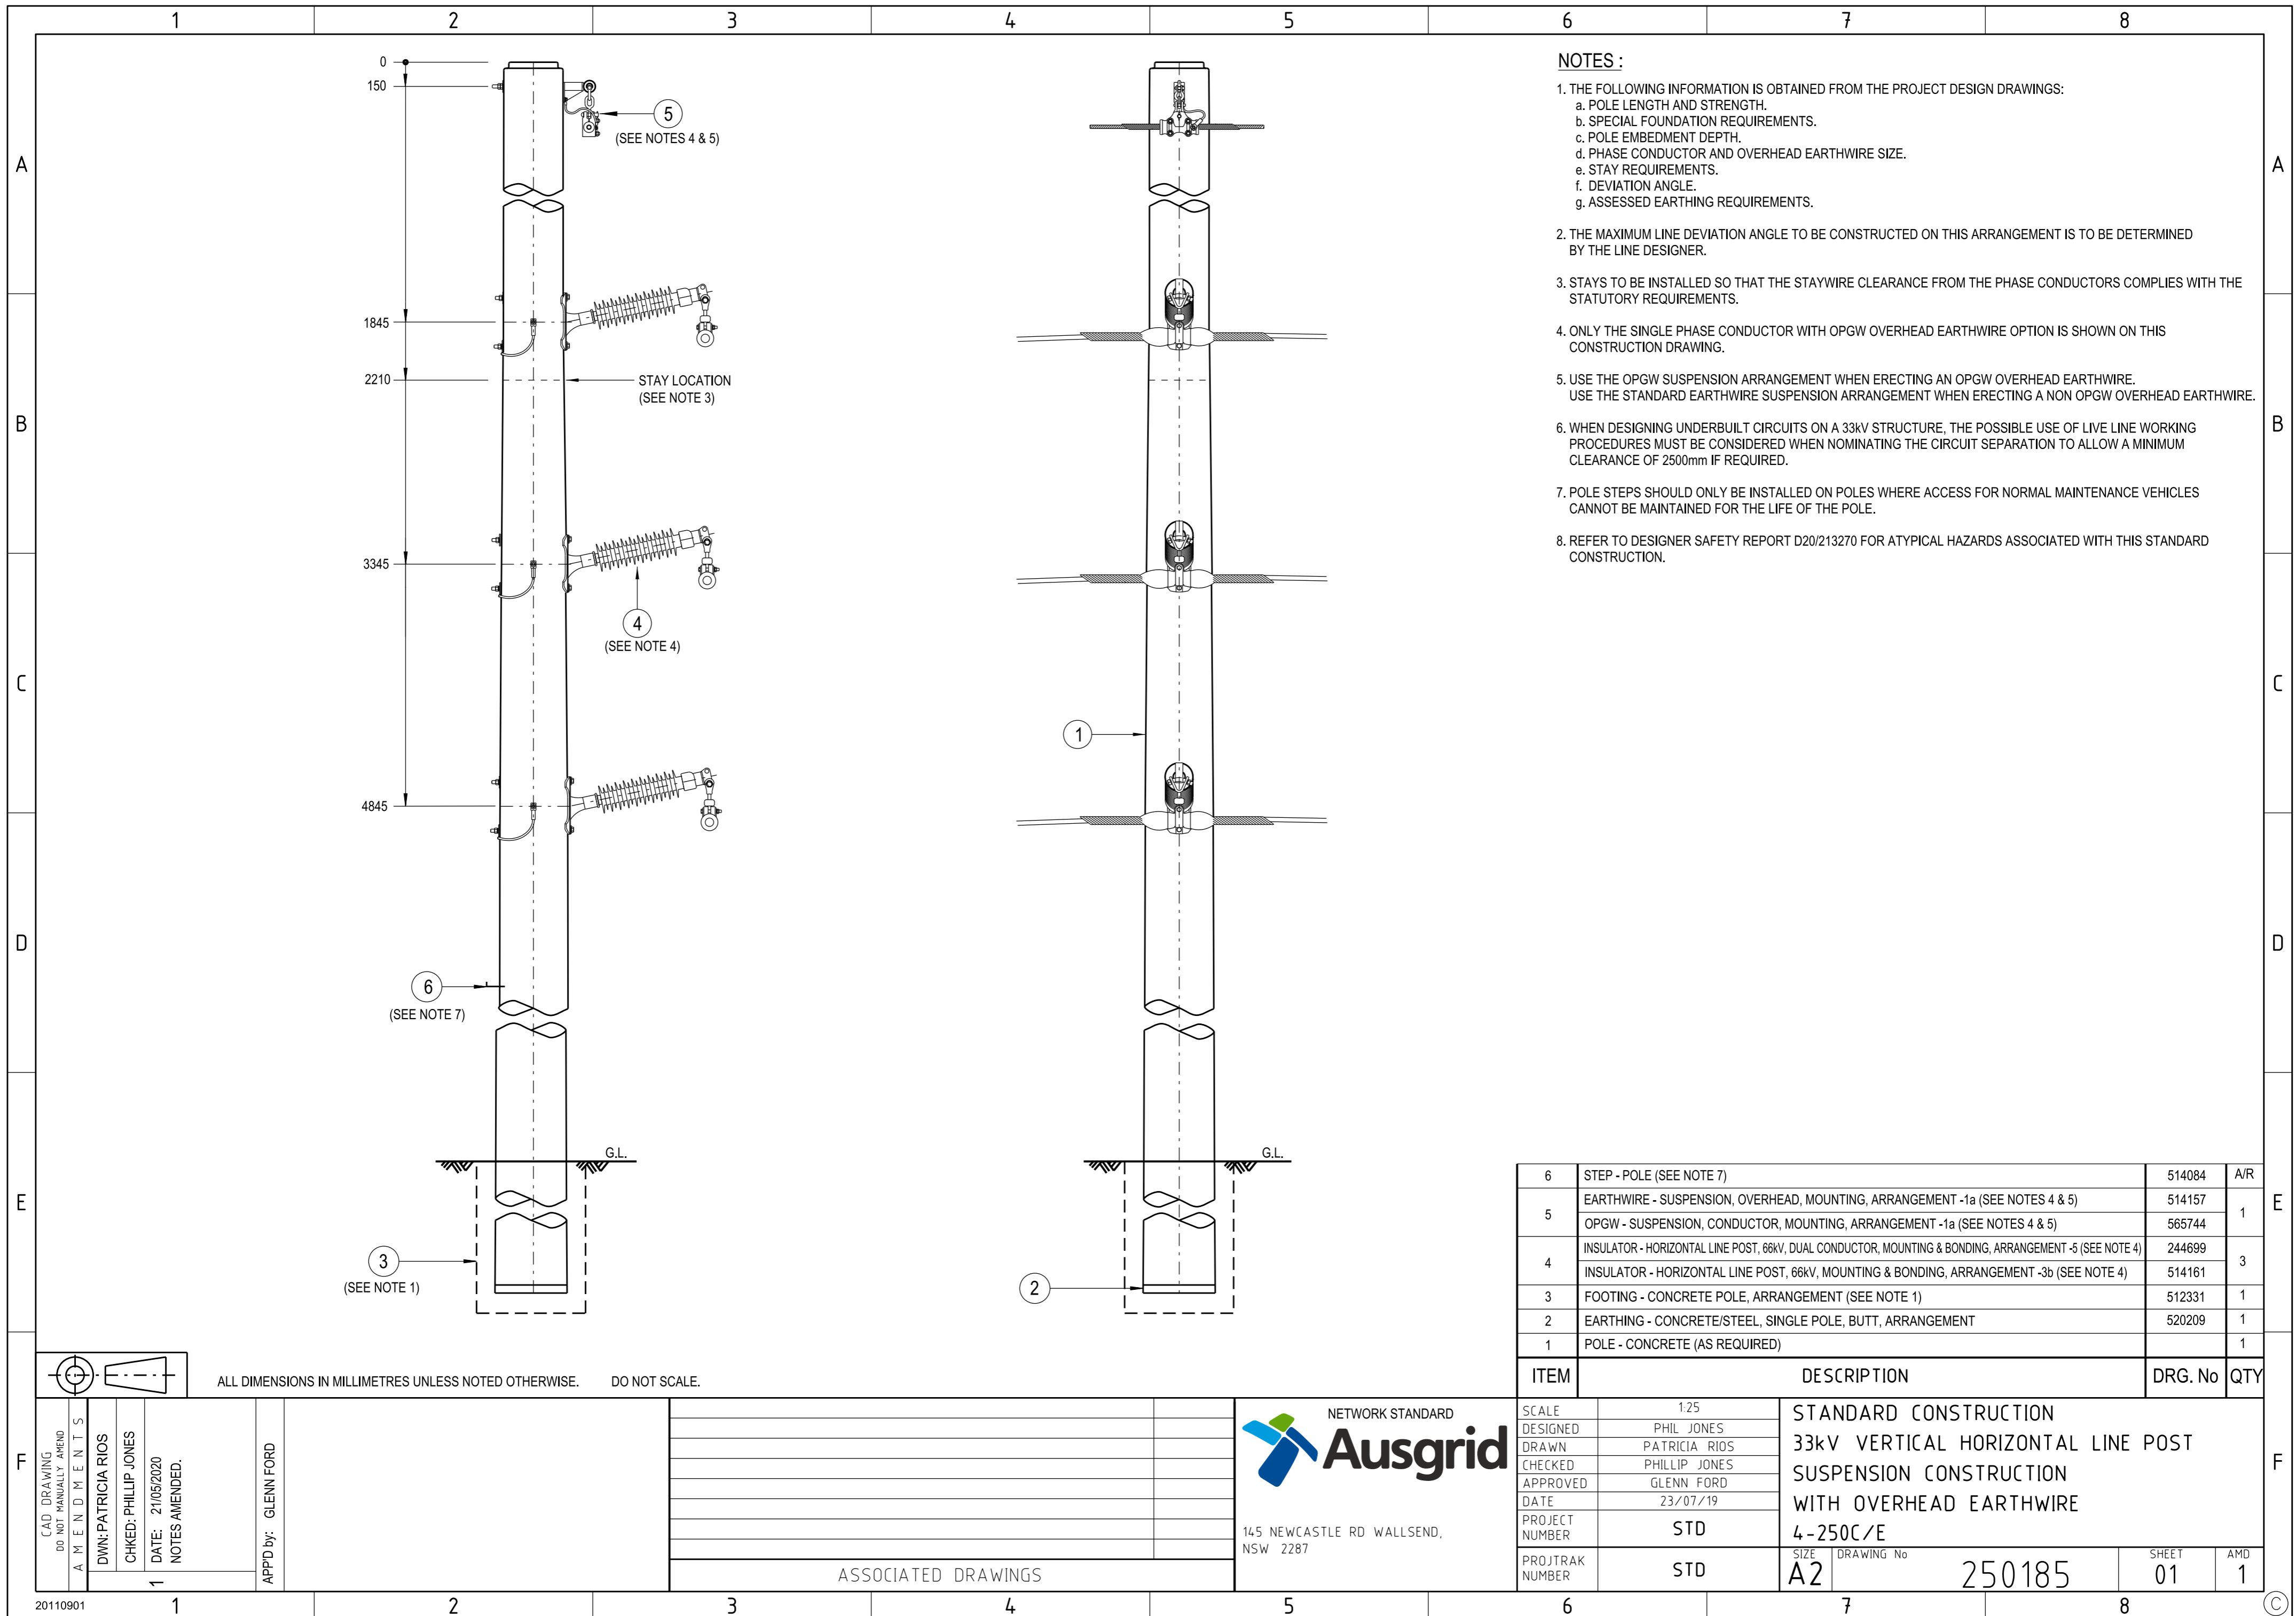 1 2 3 4 5 6 7 8
A
B
C
D
E
F
A
B
C
D
E
F
0
150
1845
2210
3345
4845
5
(SEE NOTES 4 & 5)
STAY LOCATION
(SEE NOTE 3)
4
(SEE NOTE 4)
6
(SEE NOTE 7)
G.L.
3
(SEE NOTE 1)
1
G.L.
2
NOTES :
1. THE FOLLOWING INFORMATION IS OBTAINED FROM THE PROJECT DESIGN DRAWINGS:
a. POLE LENGTH AND STRENGTH.
b. SPECIAL FOUNDATION REQUIREMENTS.
c. POLE EMBEDMENT DEPTH.
d. PHASE CONDUCTOR AND OVERHEAD EARTHWIRE SIZE.
e. STAY REQUIREMENTS.
f. DEVIATION ANGLE.
g. ASSESSED EARTHING REQUIREMENTS.
2. THE MAXIMUM LINE DEVIATION ANGLE TO BE CONSTRUCTED ON THIS ARRANGEMENT IS TO BE DETERMINED
BY THE LINE DESIGNER.
3. STAYS TO BE INSTALLED SO THAT THE STAYWIRE CLEARANCE FROM THE PHASE CONDUCTORS COMPLIES WITH THE
STATUTORY REQUIREMENTS.
4. ONLY THE SINGLE PHASE CONDUCTOR WITH OPGW OVERHEAD EARTHWIRE OPTION IS SHOWN ON THIS
CONSTRUCTION DRAWING.
5. USE THE OPGW SUSPENSION ARRANGEMENT WHEN ERECTING AN OPGW OVERHEAD EARTHWIRE.
USE THE STANDARD EARTHWIRE SUSPENSION ARRANGEMENT WHEN ERECTING A NON OPGW OVERHEAD EARTHWIRE.
6. WHEN DESIGNING UNDERBUILT CIRCUITS ON A 33kV STRUCTURE, THE POSSIBLE USE OF LIVE LINE WORKING
PROCEDURES MUST BE CONSIDERED WHEN NOMINATING THE CIRCUIT SEPARATION TO ALLOW A MINIMUM
CLEARANCE OF 2500mm IF REQUIRED.
7. POLE STEPS SHOULD ONLY BE INSTALLED ON POLES WHERE ACCESS FOR NORMAL MAINTENANCE VEHICLES
CANNOT BE MAINTAINED FOR THE LIFE OF THE POLE.
8. REFER TO DESIGNER SAFETY REPORT D20/213270 FOR ATYPICAL HAZARDS ASSOCIATED WITH THIS STANDARD
CONSTRUCTION.
6 STEP - POLE (SEE NOTE 7) 514084 A/R
5 EARTHWIRE - SUSPENSION, OVERHEAD, MOUNTING, ARRANGEMENT -1a (SEE NOTES 4 & 5) 514157 1
OPGW - SUSPENSION, CONDUCTOR, MOUNTING, ARRANGEMENT -1a (SEE NOTES 4 & 5) 565744
4 INSULATOR - HORIZONTAL LINE POST, 66kV, DUAL CONDUCTOR, MOUNTING & BONDING, ARRANGEMENT -5 (SEE NOTE 4) 244699 3
INSULATOR - HORIZONTAL LINE POST, 66kV, MOUNTING & BONDING, ARRANGEMENT -3b (SEE NOTE 4) 514161
3 FOOTING - CONCRETE POLE, ARRANGEMENT (SEE NOTE 1) 512331 1
2 EARTHING - CONCRETE/STEEL, SINGLE POLE, BUTT, ARRANGEMENT 520209 1
1 POLE - CONCRETE (AS REQUIRED) 1
ITEM DESCRIPTION DRG. No QTY
ALL DIMENSIONS IN MILLIMETRES UNLESS NOTED OTHERWISE. DO NOT SCALE.
CAD DRAWING
DO NOT MANUALLY AMEND
AMENDMENTS
DWN: PATRICIA RIOS
CHKED: PHILLIP JONES
1 DATE: 21/05/2020
NOTES AMENDED.
APP'D by: GLENN FORD
ASSOCIATED DRAWINGS
NETWORK STANDARD
Ausgrid
145 NEWCASTLE RD WALLSEND,
NSW 2287
SCALE 1:25
DESIGNED PHIL JONES
DRAWN PATRICIA RIOS
CHECKED PHILLIP JONES
APPROVED GLENN FORD
DATE 23/07/19
PROJECT NUMBER STD
PROJTRAK NUMBER STD
STANDARD CONSTRUCTION
33kV VERTICAL HORIZONTAL LINE POST
SUSPENSION CONSTRUCTION
WITH OVERHEAD EARTHWIRE
4-250C/E
SIZE A2
DRAWING No 250185
SHEET 01
AMD 1
20110901
1 2 3 4 5 6 7 8
©